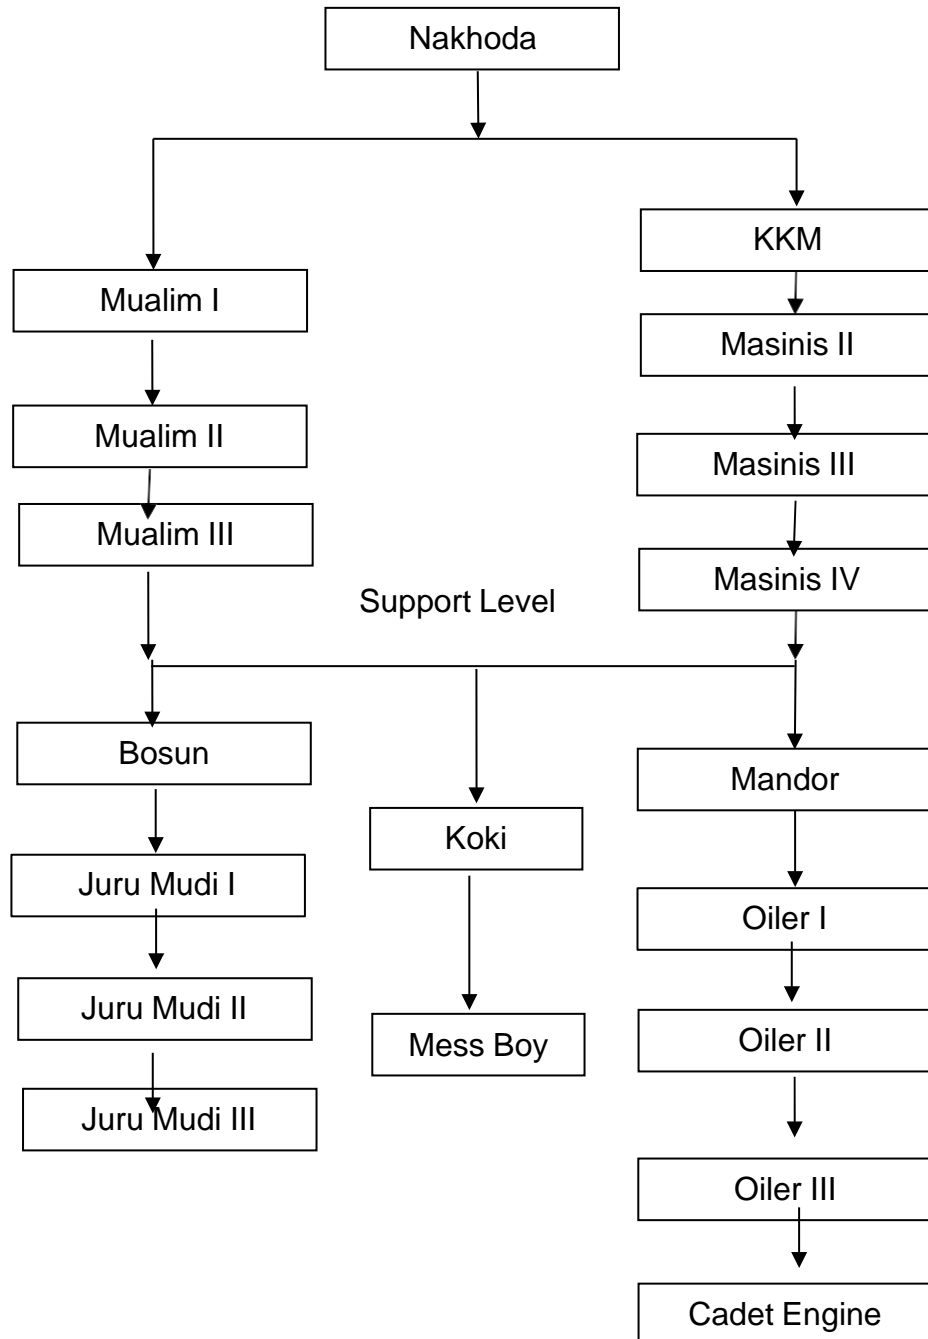 Nakhoda
KKM
Mualim I
Masinis II
Mualim II
Masinis III
Mualim III
Masinis IV
Support Level
Bosun
Mandor
Koki
Juru Mudi I
Oiler I
Juru Mudi II
Mess Boy
Oiler II
Juru Mudi III
Oiler III
Cadet Engine